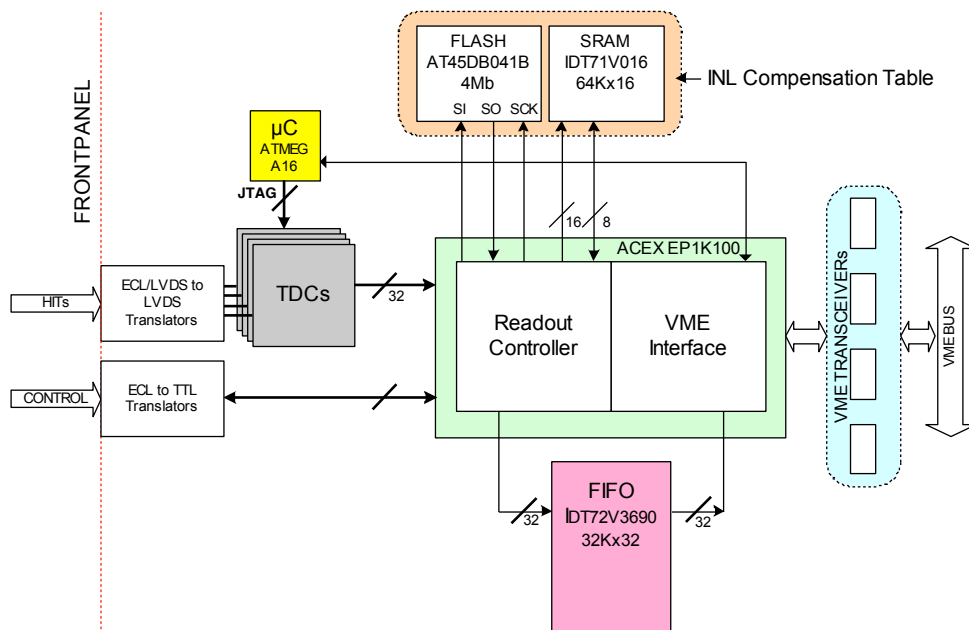 FLASH
AT45DB041B
4Mb
SI SO SCK
SRAM
IDT71V016
64Kx16
INL Compensation Table
µC
ATMEG
A16
JTAG
FRONTPANEL
16
8
ACEX EP1K100
HITs
ECL/LVDS to
LVDS
Translators
TDCs
32
Readout
Controller
VME
Interface
VME TRANSCEIVERs
VMEBUS
CONTROL
ECL to TTL
Translators
FIFO
IDT72V3690
32Kx32
32
32